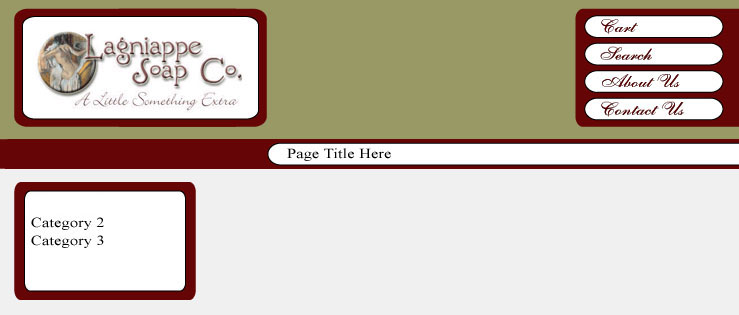 Lagniappe
Soap Co.
A Little Something Extra
Cart
Search
About Us
Contact Us
Page Title Here
Category 2
Category 3